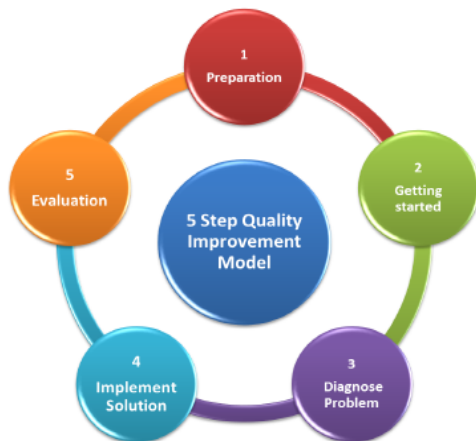 1
Preparation
2
Getting
started
3
Diagnose
Problem
4
Implement
Solution
5
Evaluation
5 Step Quality
Improvement
Model